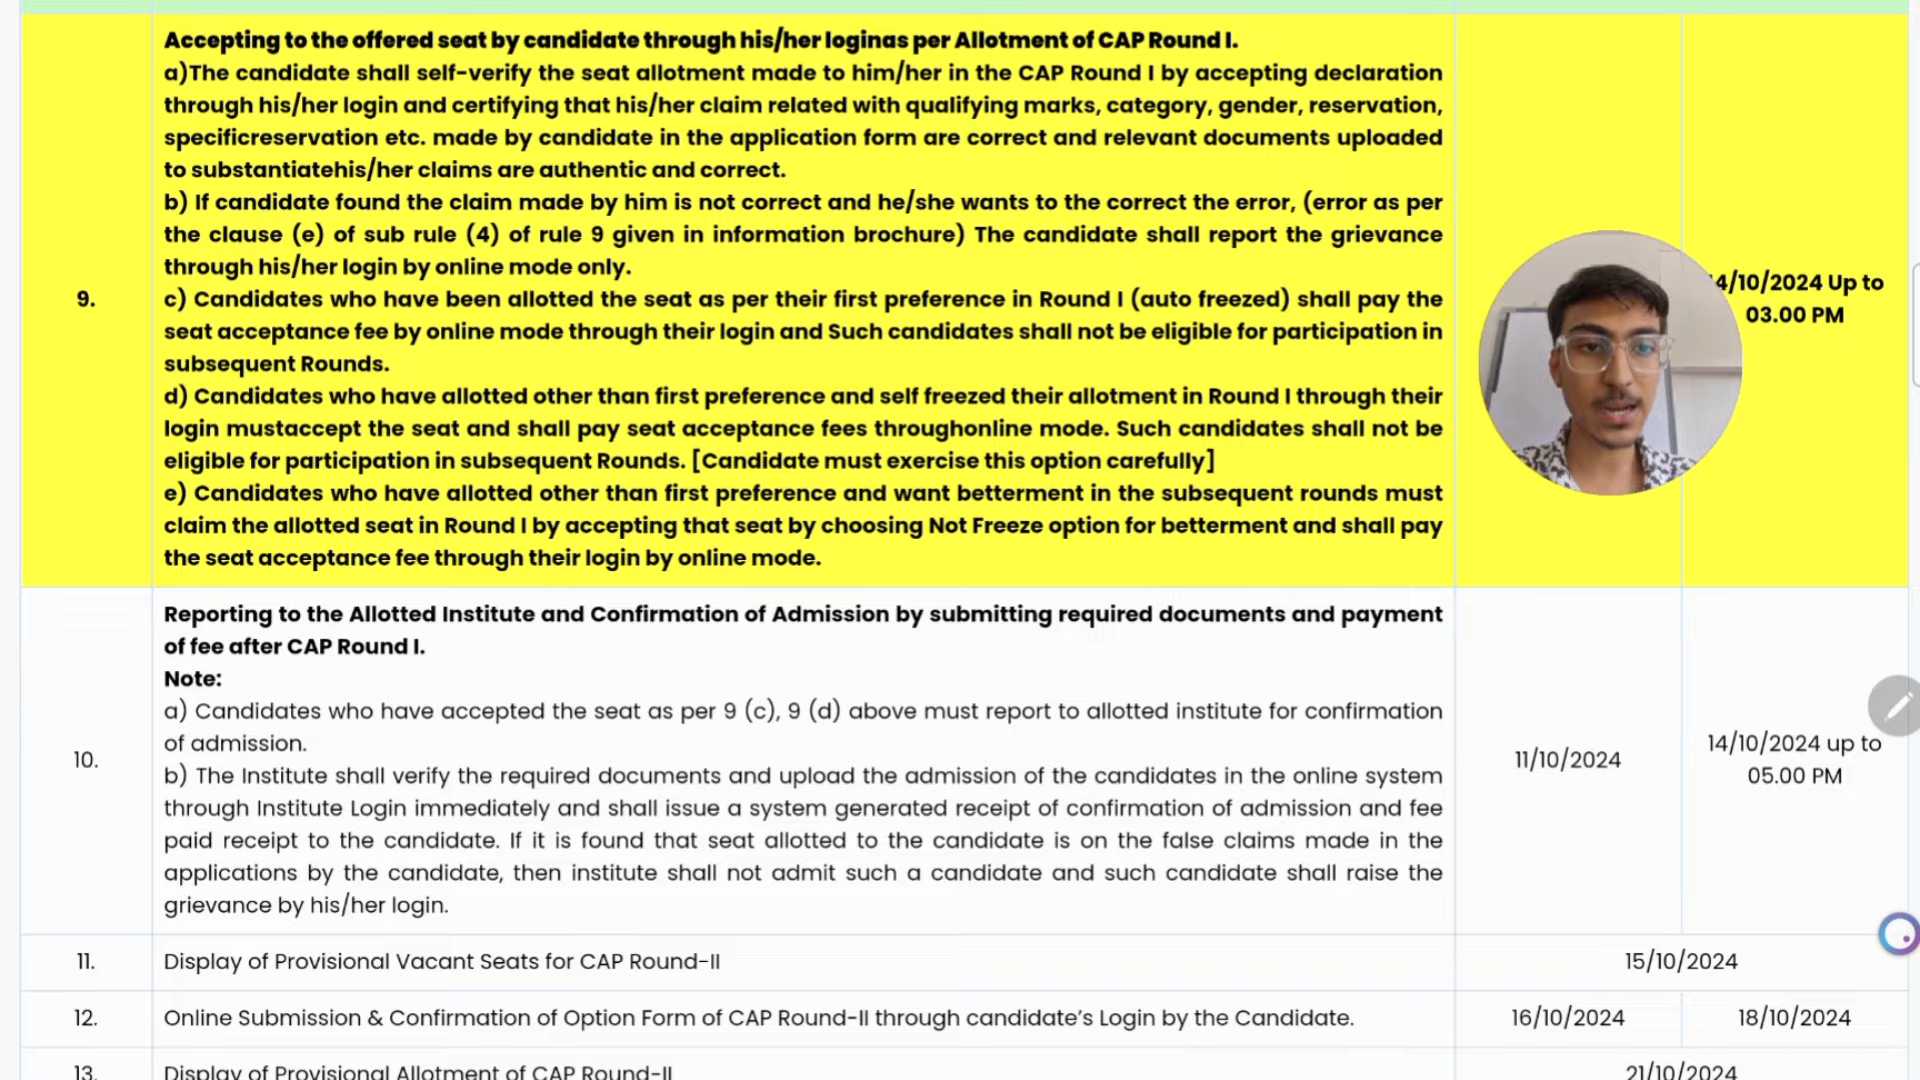 Accepting to the offered seat by candidate through his/her loginas per Allotment of CAP Round I.
a)The candidate shall self-verify the seat allotment made to him/her in the CAP Round I by accepting declaration
through his/her login and certifying that his/her claim related with qualifying marks, category, gender, reservation,
specificreservation etc. made by candidate in the application form are correct and relevant documents uploaded
to substantiatehis/her claims are authentic and correct.
b) If candidate found the claim made by him is not correct and he/she wants to the correct the error, (error as per
the clause (e) of sub rule (4) of rule 9 given in information brochure) The candidate shall report the grievance
through his/her login by online mode only.
9.
c) Candidates who have been allotted the seat as per their first preference in Round I (auto freezed) shall pay the
seat acceptance fee by online mode through their login and Such candidates shall not be eligible for participation in
subsequent Rounds.
d) Candidates who have allotted other than first preference and self freezed their allotment in Round I through their
login mustaccept the seat and shall pay seat acceptance fees throughonline mode. Such candidates shall not be
eligible for participation in subsequent Rounds. [Candidate must exercise this option carefully]
e) Candidates who have allotted other than first preference and want betterment in the subsequent rounds must
claim the allotted seat in Round I by accepting that seat by choosing Not Freeze option for betterment and shall pay
the seat acceptance fee through their login by online mode.
4/10/2024 Up to
03.00 PM
10.
Reporting to the Allotted Institute and Confirmation of Admission by submitting required documents and payment
of fee after CAP Round I.
Note:
a) Candidates who have accepted the seat as per 9 (c), 9 (d) above must report to allotted institute for confirmation
of admission.
b) The Institute shall verify the required documents and upload the admission of the candidates in the online system
through Institute Login immediately and shall issue a system generated receipt of confirmation of admission and fee
paid receipt to the candidate. If it is found that seat allotted to the candidate is on the false claims made in the
applications by the candidate, then institute shall not admit such a candidate and such candidate shall raise the
grievance by his/her login.
11/10/2024
14/10/2024 up to
05.00 PM
11.
Display of Provisional Vacant Seats for CAP Round-II
15/10/2024
12.
Online Submission & Confirmation of Option Form of CAP Round-II through candidate's Login by the Candidate.
16/10/2024
18/10/2024
13.
Display of Provisional Allotment of CAP Round-II
21/10/2024